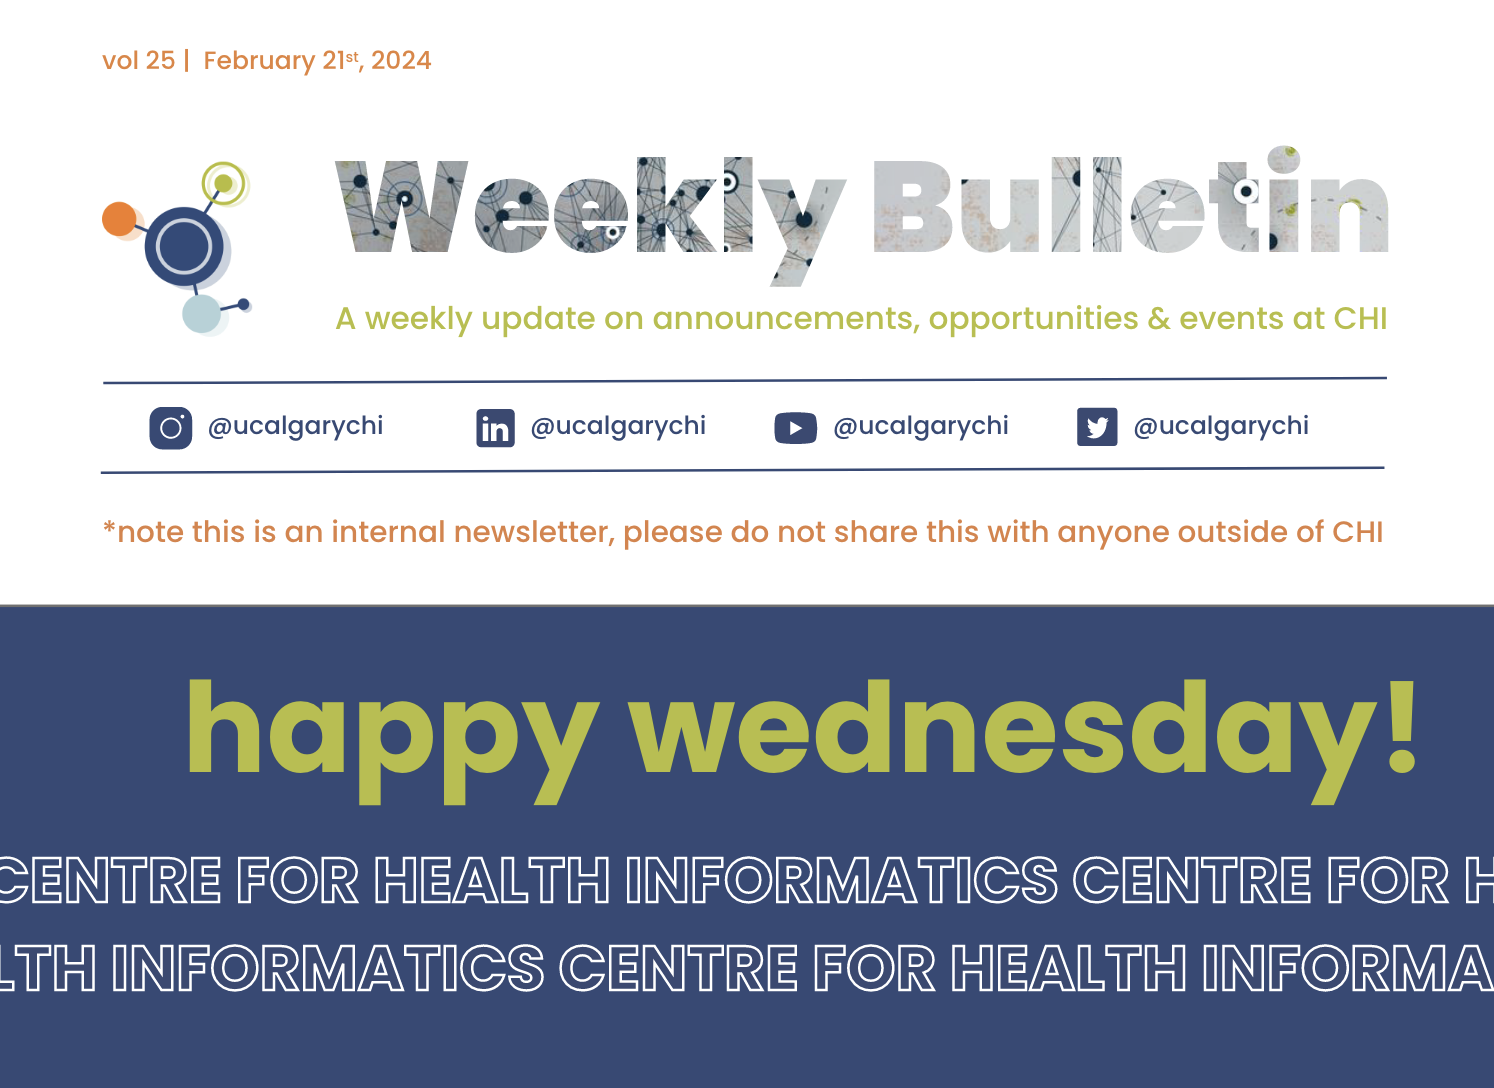 vol 25 | February 21st, 2024
Weekly Bulletin
A weekly update on announcements, opportunities & events at CHI
@ucalgarychi @ucalgarychi @ucalgarychi @ucalgarychi
*note this is an internal newsletter, please do not share this with anyone outside of CHI
happy wednesday!
CENTRE FOR HEALTH INFORMATICS CENTRE FOR H
LTH INFORMATICS CENTRE FOR HEALTH INFORMA